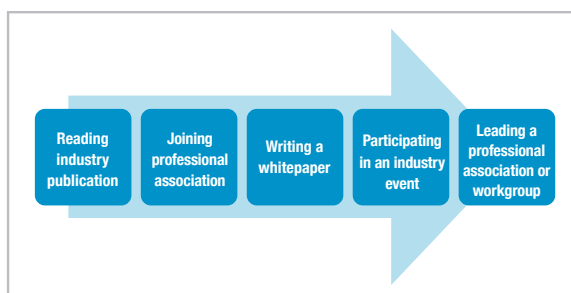 Reading
industry
publication
Joining
professional
association
Writing a
whitepaper
Participating
in an industry
event
Leading a
professional
association or
workgroup